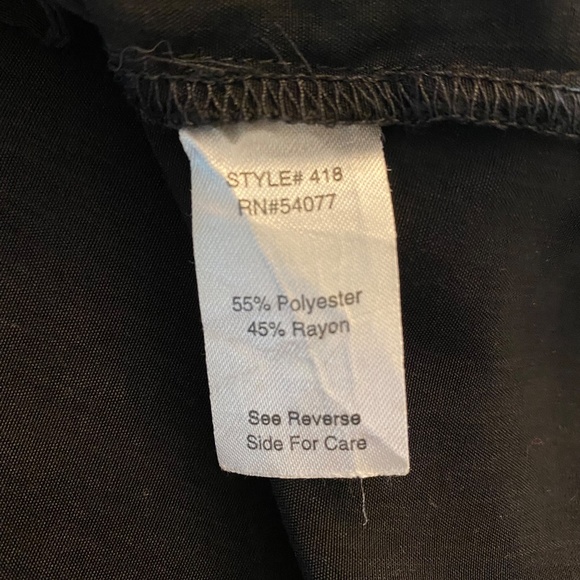 STYLE# 418
RN#54077
55% Polyester
45% Rayon
See Reverse
Side For Care